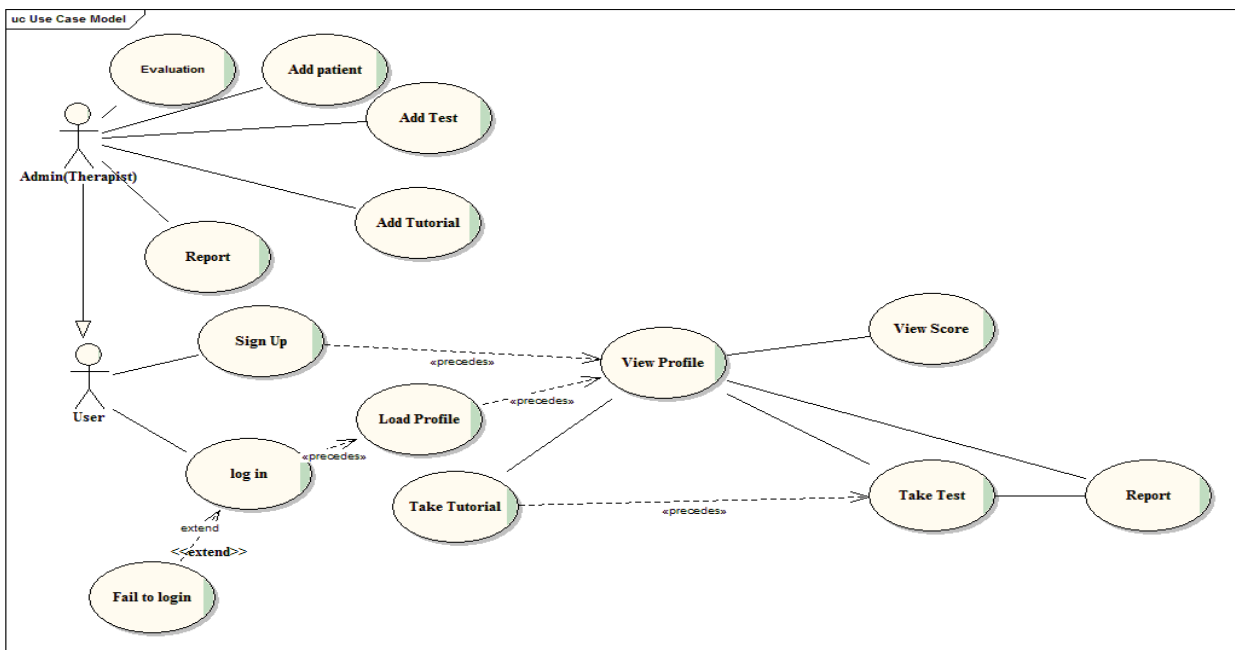 uc Use Case Model
Evaluation
Add patient
Add Test
Admin(Therapist)
Add Tutorial
Report
Sign Up
View Score
«precedes»
View Profile
User
Load Profile
«precedes»
log in
«precedes»
Take Tutorial
«precedes»
Take Test
Report
extend
<<extend>>
Fail to login